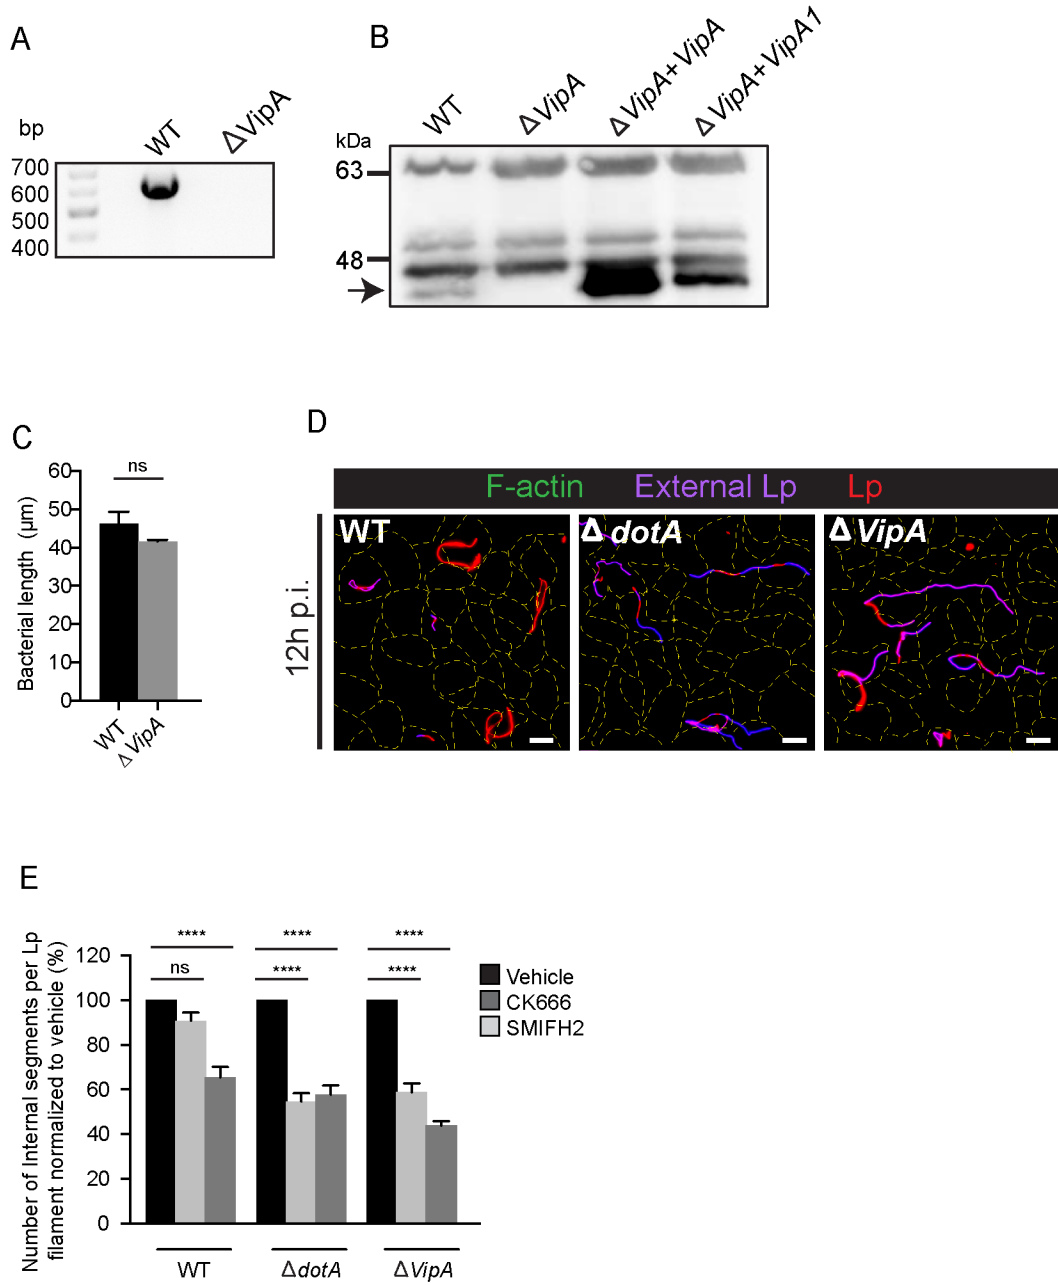 A
bp
WT
ΔVipA
700
600
500
400
B
kDa
WT
ΔVipA
ΔVipA+VipA
ΔVipA+VipA1
63
48
C
Bacterial length (µm)
60
50
40
30
20
10
0
ns
WT
ΔVipA
D
F-actin External Lp Lp
12h p.i.
WT
ΔdotA
ΔVipA
E
Number of Internal segments per Lp
filament normalized to vehicle (%)
120
100
80
60
40
20
0
****
ns
****
****
****
****
Vehicle
CK666
SMIFH2
WT
ΔdotA
ΔVipA